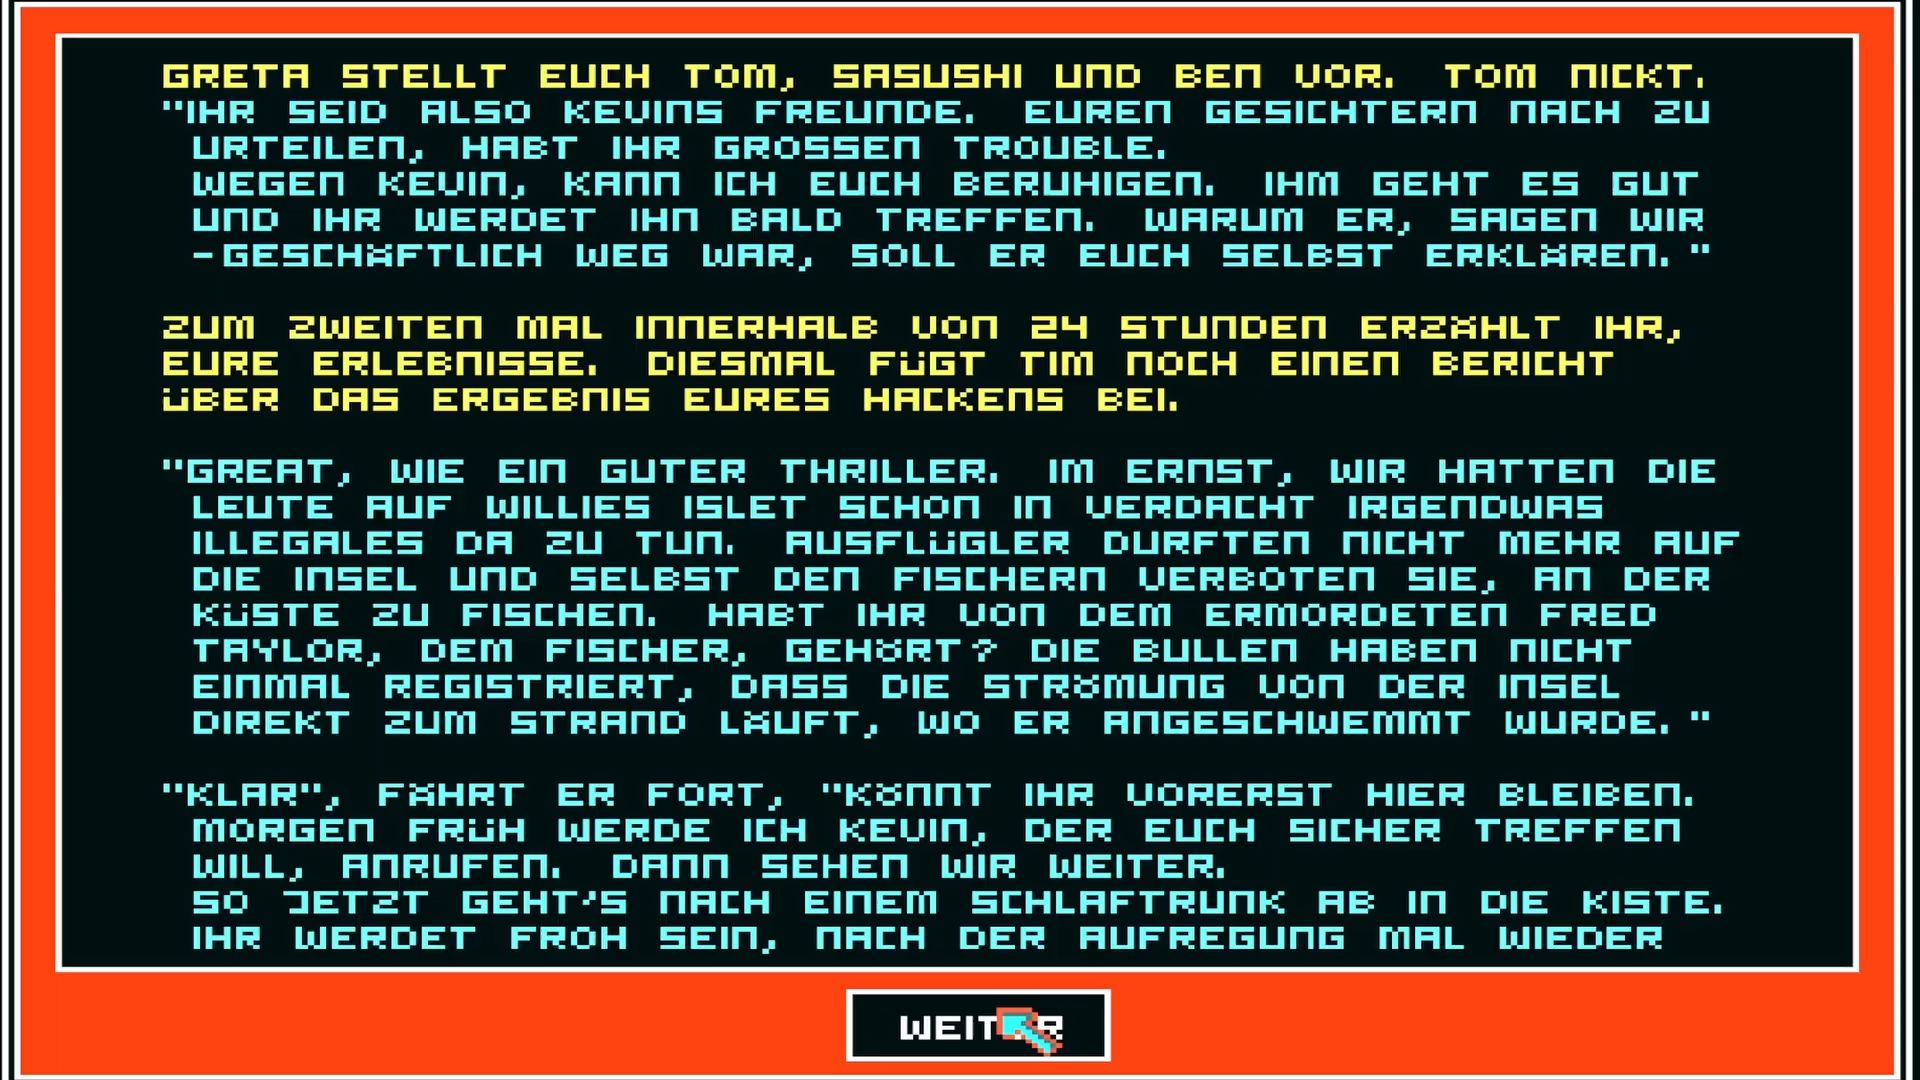 GRETA STELLT EUCH TOM, SASUSHI UND BEN VOR. TOM NICKT.
"IHR SEID ALSO KEVINS FREUNDE. EUREN GESICHTERN NACH ZU
URTEILEN, HABT IHR GROSSEN TROUBLE.
WEGEN KEVIN, KANN ICH EUCH BERUHIGEN. IHM GEHT ES GUT
UND IHR WERDET IHN BALD TREFFEN. WARUM ER, SAGEN WIR
-GESCHÄFTLICH WEG WAR, SOLL ER EUCH SELBST ERKLÄREN."
ZUM ZWEITEN MAL INNERHALB VON 24 STUNDEN ERZÄHLT IHR,
EURE ERLEBNISSE. DIESMAL FÜGT TIM NOCH EINEN BERICHT
ÜBER DAS ERGEBNIS EURES HACKENS BEI.
"GREAT, WIE EIN GUTER THRILLER. IM ERNST, WIR HATTEN DIE
LEUTE AUF WILLIES ISLET SCHON IN VERDACHT IRGENDWAS
ILLEGALES DA ZU TUN. AUSFLÜGLER DURFTEN NICHT MEHR AUF
DIE INSEL UND SELBST DEN FISCHERN VERBOTEN SIE, AN DER
KÜSTE ZU FISCHEN. HABT IHR VON DEM ERMORDETEN FRED
TAYLOR, DEM FISCHER, GEHÖRT? DIE BULLEN HABEN NICHT
EINMAL REGISTRIERT, DASS DIE STRÖMUNG VON DER INSEL
DIREKT ZUM STRAND LÄUFT, WO ER ANGESCHWEMMT WURDE."
"KLAR", FÄHRT ER FORT, "KÖNNT IHR VORERST HIER BLEIBEN.
MORGEN FRÜH WERDE ICH KEVIN, DER EUCH SICHER TREFFEN
WILL, ANRUFEN. DANN SEHEN WIR WEITER.
SO JETZT GEHT'S NACH EINEM SCHLAFTRUNK AB IN DIE KISTE.
IHR WERDET FROH SEIN, NACH DER AUFREGUNG MAL WIEDER
WEITER